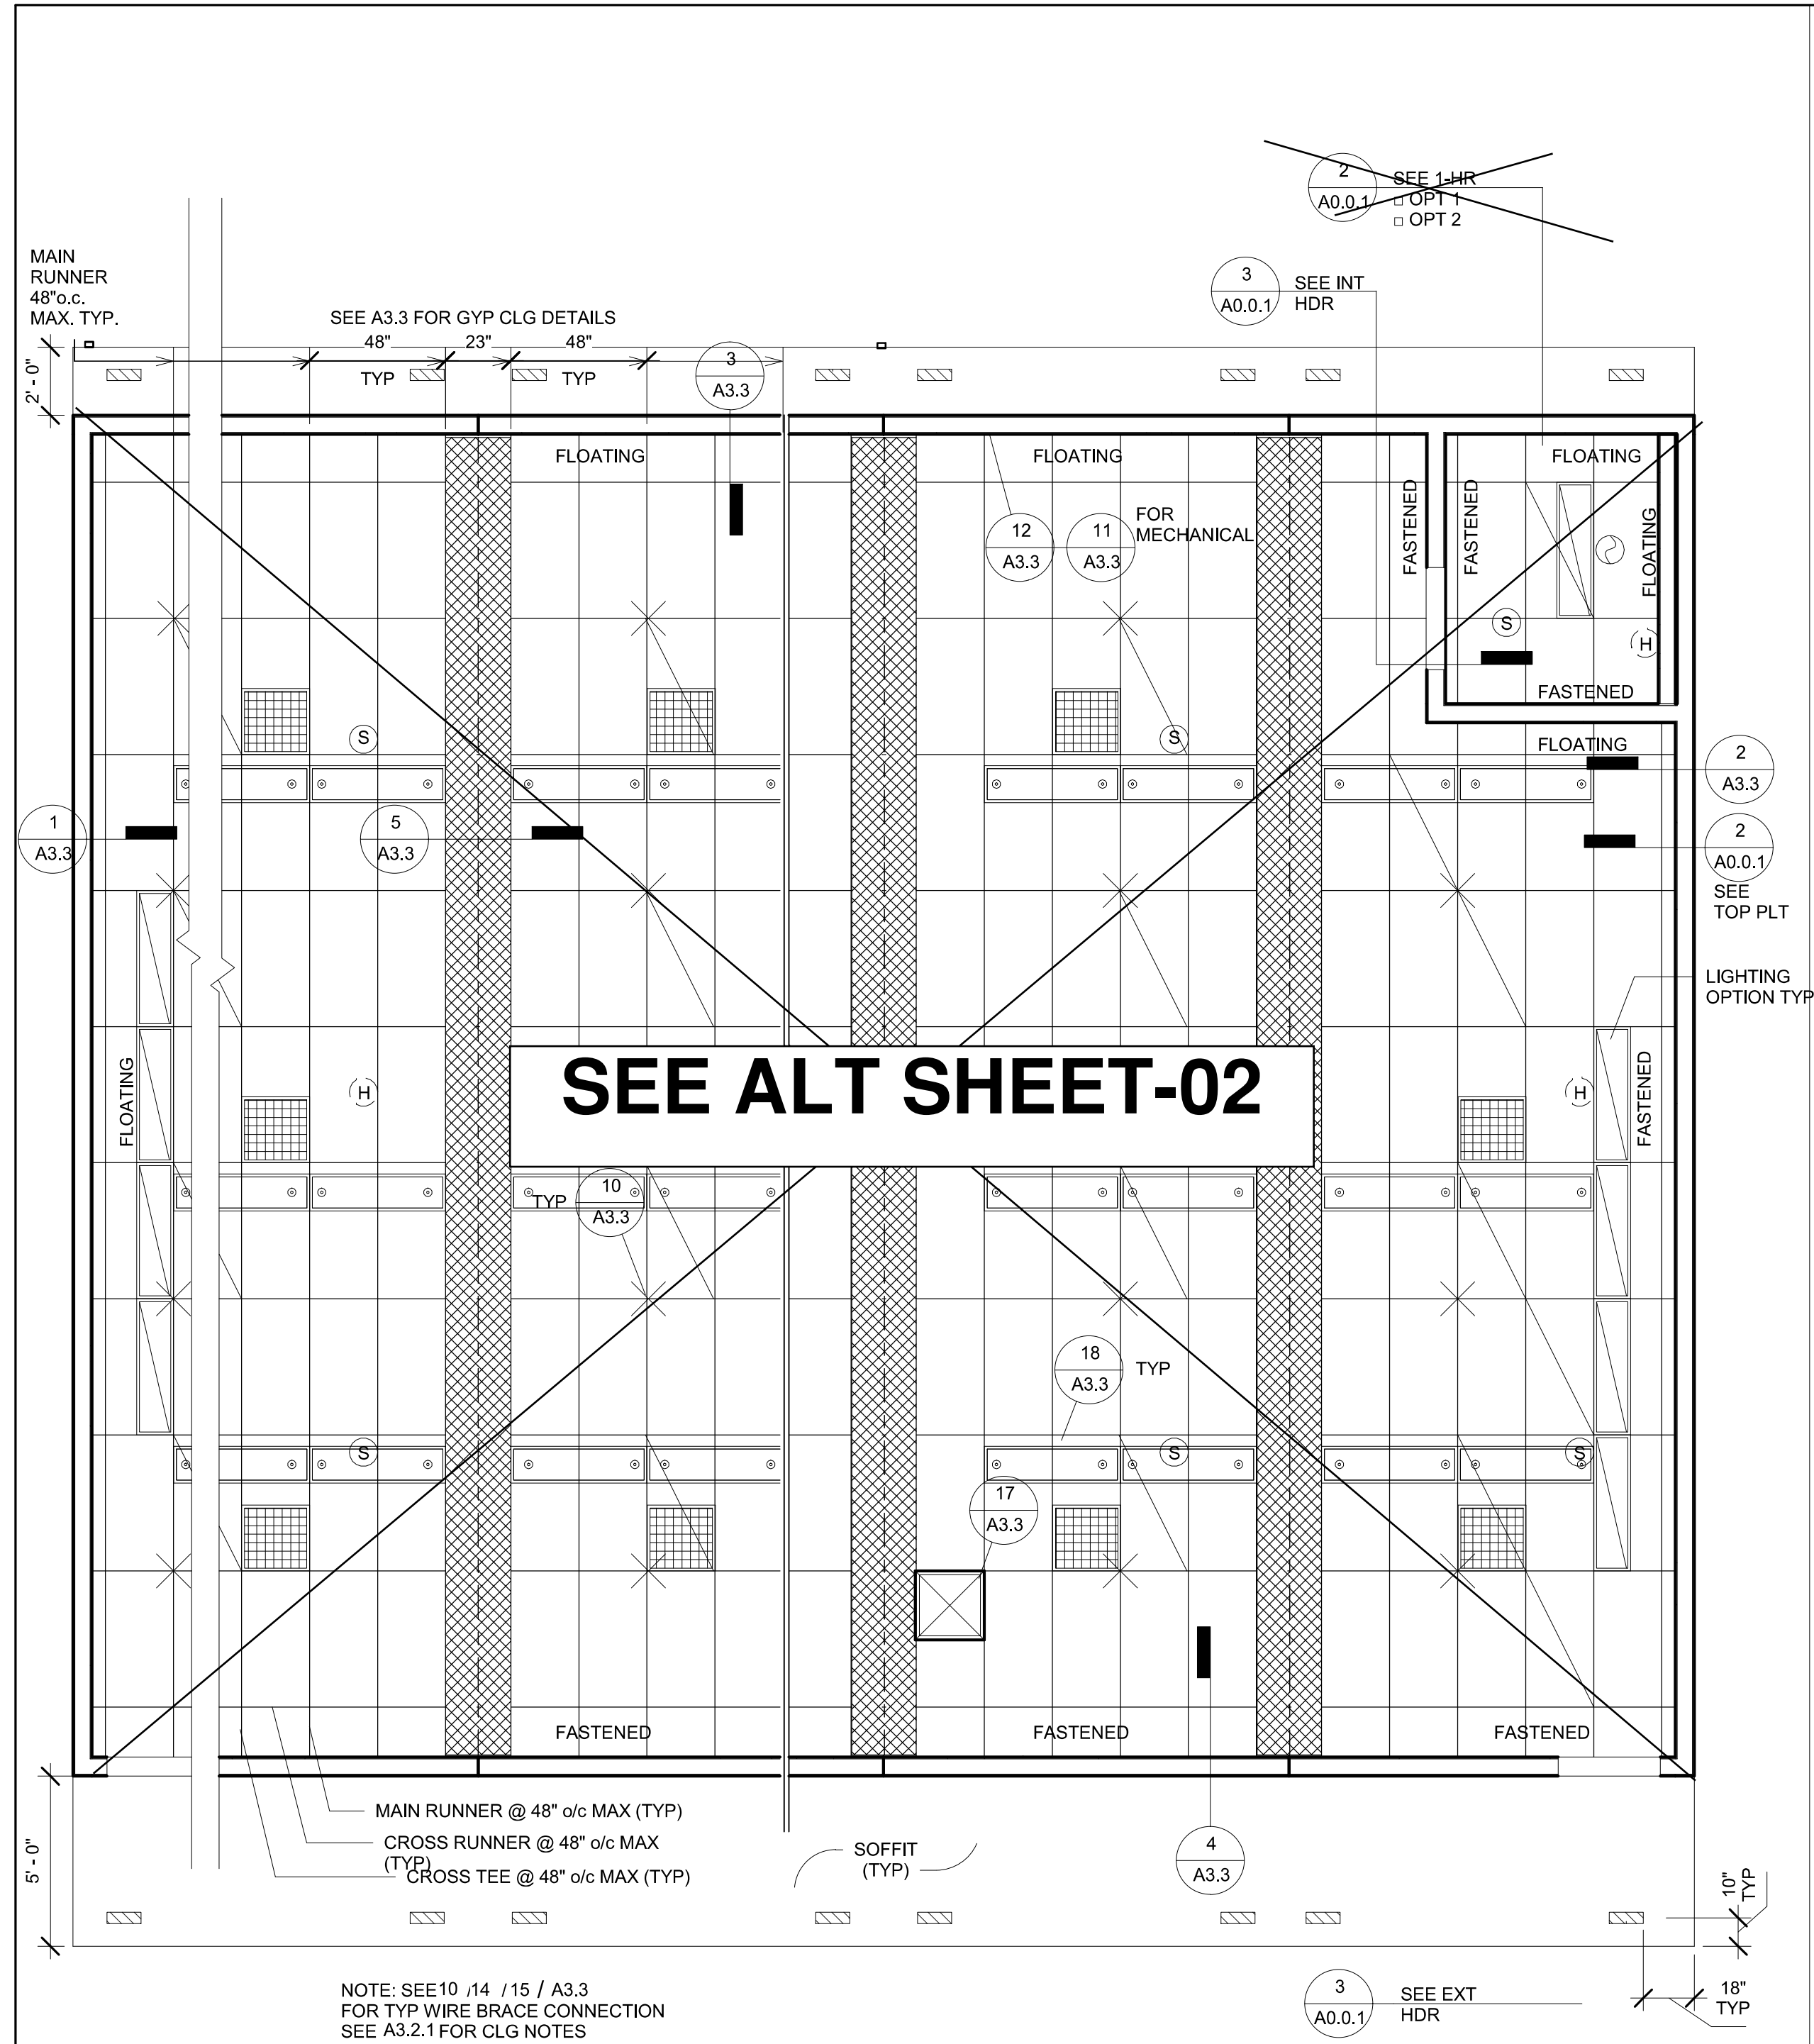 2
A0.0.1
SEE 1-HR
□ OPT 1
□ OPT 2
MAIN
RUNNER
48"o.c.
MAX. TYP.
3
A0.0.1
SEE INT
HDR
SEE A3.3 FOR GYP CLG DETAILS
48"
23"
48"
TYP
TYP
3
A3.3
2' - 0"
FLOATING
FLOATING
FLOATING
FASTENED
FASTENED
FLOATING
12
A3.3
11
A3.3
FOR
MECHANICAL
S
H
FASTENED
FLOATING
S
S
2
A3.3
1
A3.3
5
A3.3
2
A0.0.1
SEE
TOP PLT
LIGHTING
OPTION TYP
FLOATING
H
SEE ALT SHEET-02
H
FASTENED
TYP
10
A3.3
18
A3.3
TYP
S
S
S
17
A3.3
FASTENED
FASTENED
FASTENED
MAIN RUNNER @ 48" o/c MAX (TYP)
CROSS RUNNER @ 48" o/c MAX
(TYP)
CROSS TEE @ 48" o/c MAX (TYP)
SOFFIT
(TYP)
4
A3.3
5' - 0"
10"
TYP
18"
TYP
NOTE: SEE 10 / 14 / 15 / A3.3
FOR TYP WIRE BRACE CONNECTION
SEE A3.2.1 FOR CLG NOTES
3
A0.0.1
SEE EXT
HDR